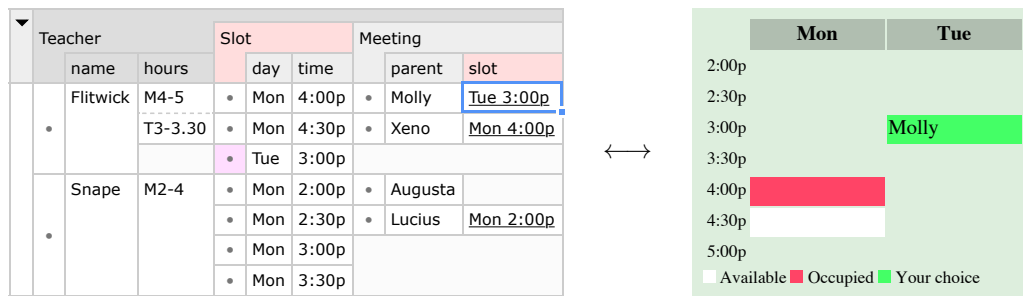 Teacher Slot Meeting
name hours day time parent slot
Flitwick M4-5 Mon 4:00p Molly Tue 3:00p
T3-3.30 Mon 4:30p Xeno Mon 4:00p
Tue 3:00p
Snape M2-4 Mon 2:00p Augusta
Mon 2:30p Lucius Mon 2:00p
Mon 3:00p
Mon 3:30p
Mon Tue
2:00p
2:30p
3:00p Molly
3:30p
4:00p
4:30p
5:00p
Available Occupied Your choice